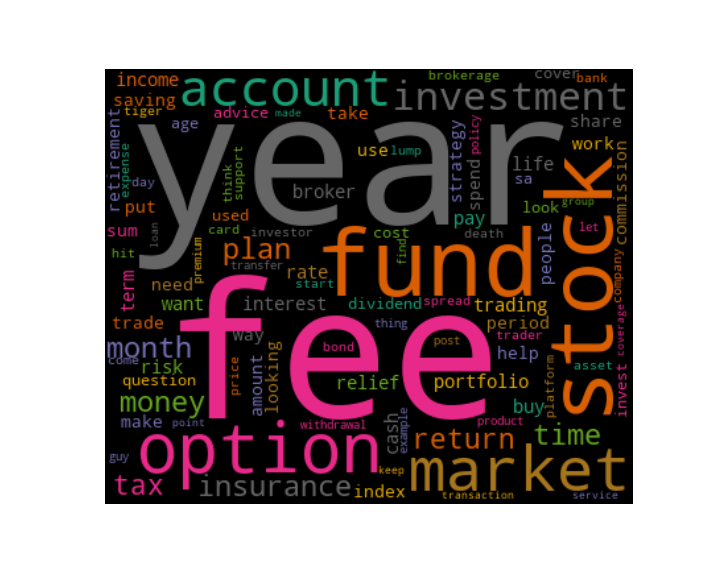 income
saving
account
brokerage
cover
bank
investment
tiger
advice
made
take
share
age
year
retirement
expense
day
think
support
use
lump
strategy
policy
spend
life
work
commission
put
used
broker
sa
look
group
sum
card
investor
cost
find
pay
death
people
stock
let
company
hit
loan
premium
plan
transfer
rate
start
fund
term
need
want
interest
dividend
spread
trading
trade
fee
way
thing
period
trader
month
come
risk
price
amount
looking
bond
post
help
asset
coverage
invest
platform
question
relief
portfolio
money
make
point
withdrawal
cash
example
product
buy
option
return
time
guy
keep
market
tax
insurance
index
transaction
service